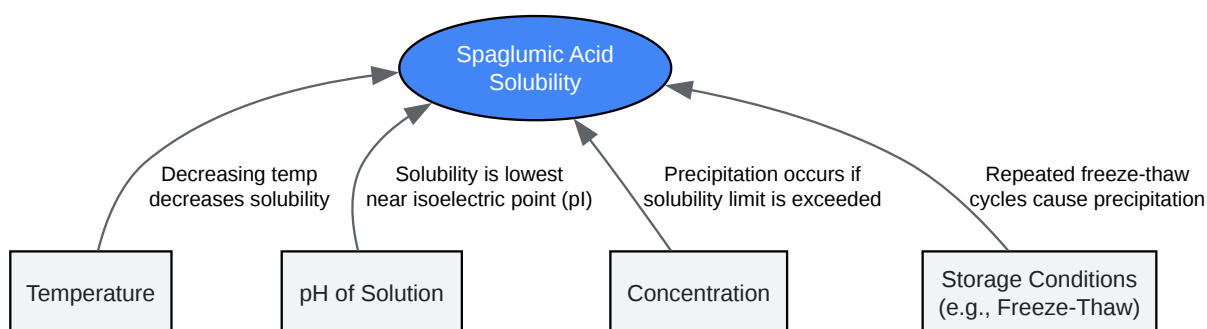 Spaglumic Acid
Solubility
Decreasing temp
decreases solubility
Solubility is lowest
near isoelectric point (pI)
Precipitation occurs if
solubility limit is exceeded
Repeated freeze-thaw
cycles cause precipitation
Temperature
pH of Solution
Concentration
Storage Conditions
(e.g., Freeze-Thaw)